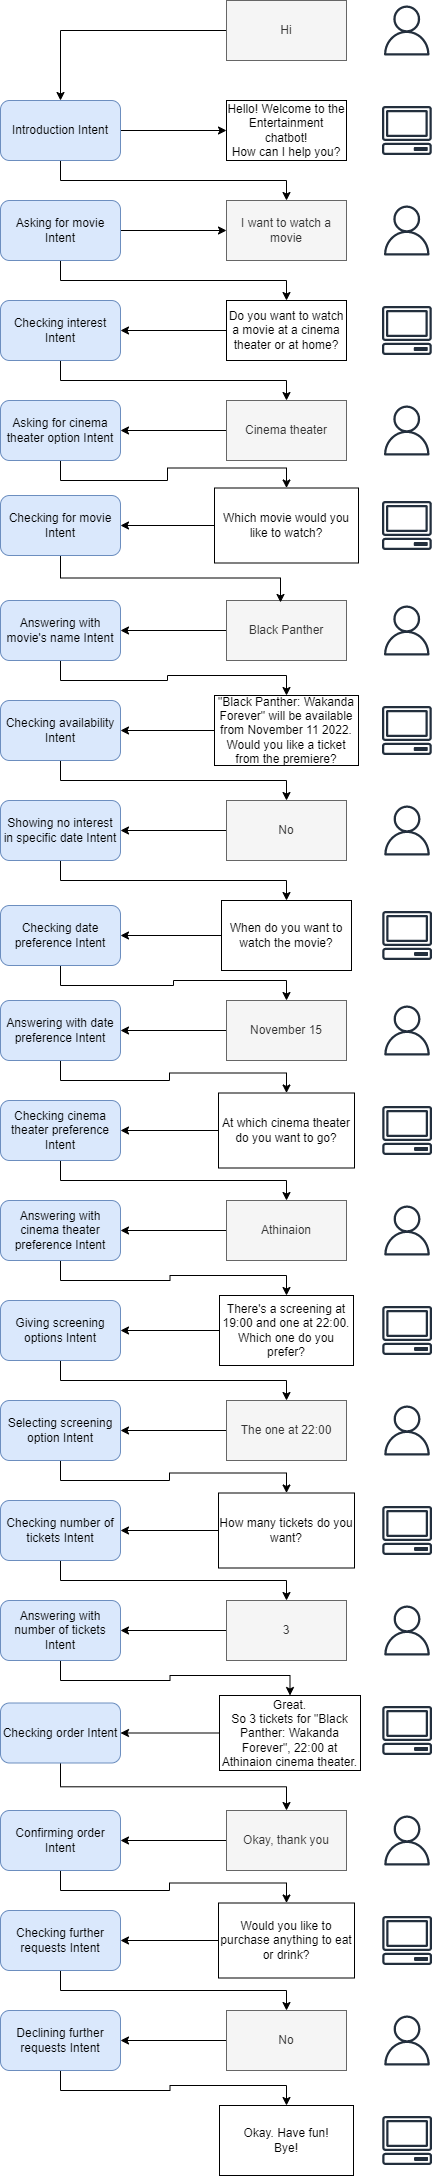 Hi
Introduction Intent
Hello! Welcome to the
Entertainment
chatbot!
How can I help you?
Asking for movie
Intent
I want to watch a
movie
Checking interest
Intent
Do you want to watch
a movie at a cinema
theater or at home?
Asking for cinema
theater option Intent
Cinema theater
Checking for movie
Intent
Which movie would you
like to watch?
Answering with
movie's name Intent
Black Panther
Checking availability
Intent
"Black Panther: Wakanda
Forever" will be available
from November 11 2022.
Would you like a ticket
from the premiere?
Showing no interest
in specific date Intent
No
Checking date
preference Intent
When do you want to
watch the movie?
Answering with date
preference Intent
November 15
Checking cinema
theater preference
Intent
At which cinema theater
do you want to go?
Answering with
cinema theater
preference Intent
Athinaion
Giving screening
options Intent
There's a screening at
19:00 and one at 22:00.
Which one do you
prefer?
Selecting screening
option Intent
The one at 22:00
Checking number of
tickets Intent
How many tickets do you
want?
Answering with
number of tickets
Intent
3
Checking order Intent
Great.
So 3 tickets for "Black
Panther: Wakanda
Forever", 22:00 at
Athinaion cinema theater.
Confirming order
Intent
Okay, thank you
Checking further
requests Intent
Would you like to
purchase anything to eat
or drink?
Declining further
requests Intent
No
Okay. Have fun!
Bye!